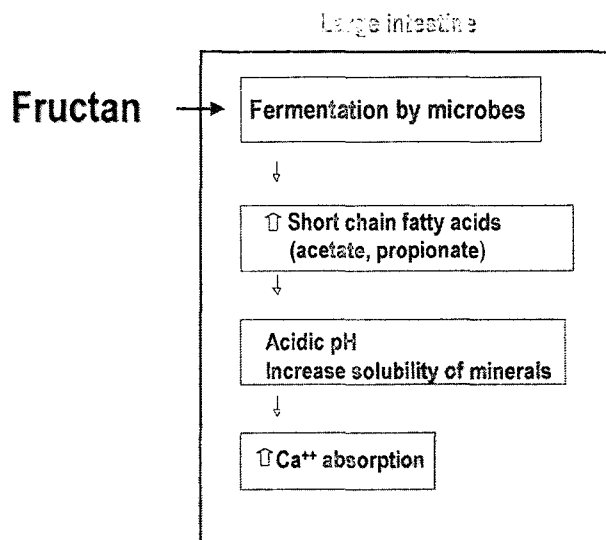 Large intestine
Fructan
Fermentation by microbes
⇧ Short chain fatty acids
(acetate, propionate)
Acidic pH
Increase solubility of minerals
⇧Ca⁺⁺ absorption